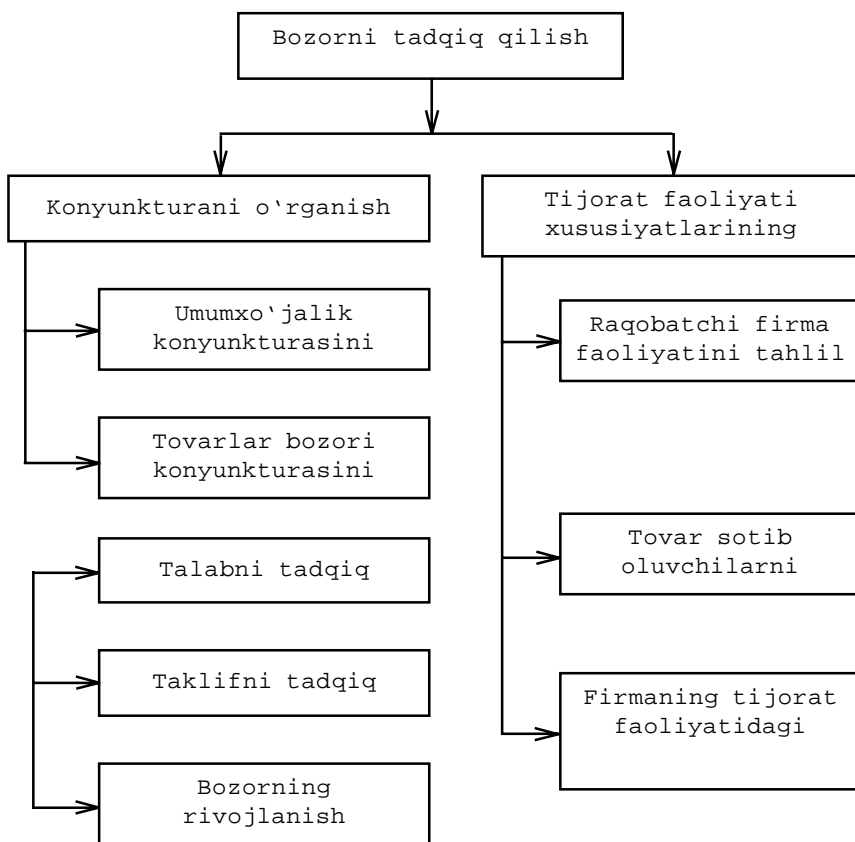 Bozorni tadqiq qilish
Konyunkturani o‘rganish
Tijorat faoliyati
xususiyatlarining
Umumxo‘jalik
konyunkturasini
Raqobatchi firma
faoliyatini tahlil
Tovarlar bozori
konyunkturasini
Tovar sotib
oluvchilarni
Talabni tadqiq
Taklifni tadqiq
Firmaning tijorat
faoliyatidagi
Bozorning
rivojlanish